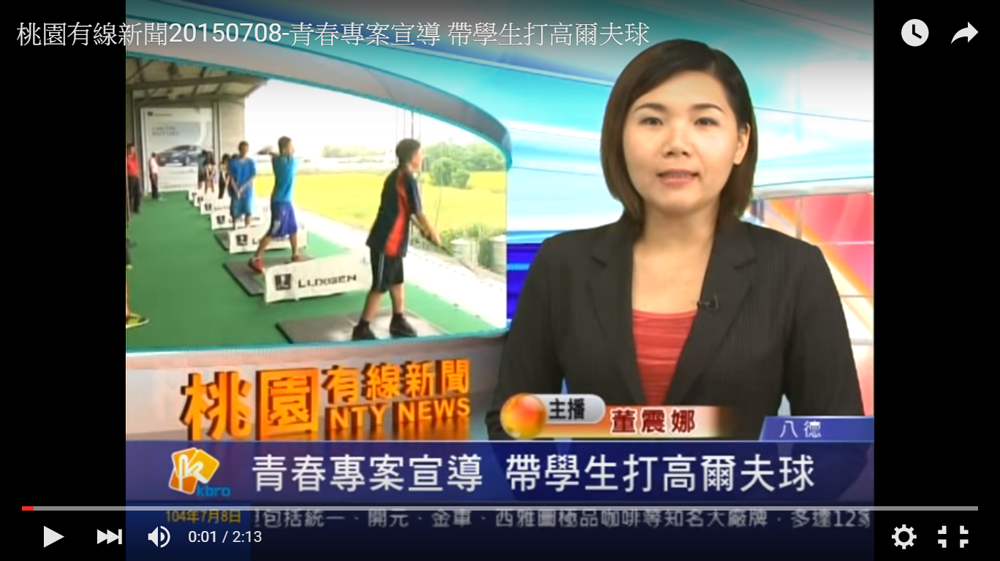 桃園有線新聞20150708-青春專案宣導 帶學生打高爾夫球
LUXGEN
桃園有線新聞
NTY NEWS
主播
董震娜
八德
kbro
青春專案宣導 帶學生打高爾夫球
104年7月8日
包括統一、開元、金車、西雅圖極品咖啡等知名大廠牌，多達12家
0:01 / 2:13